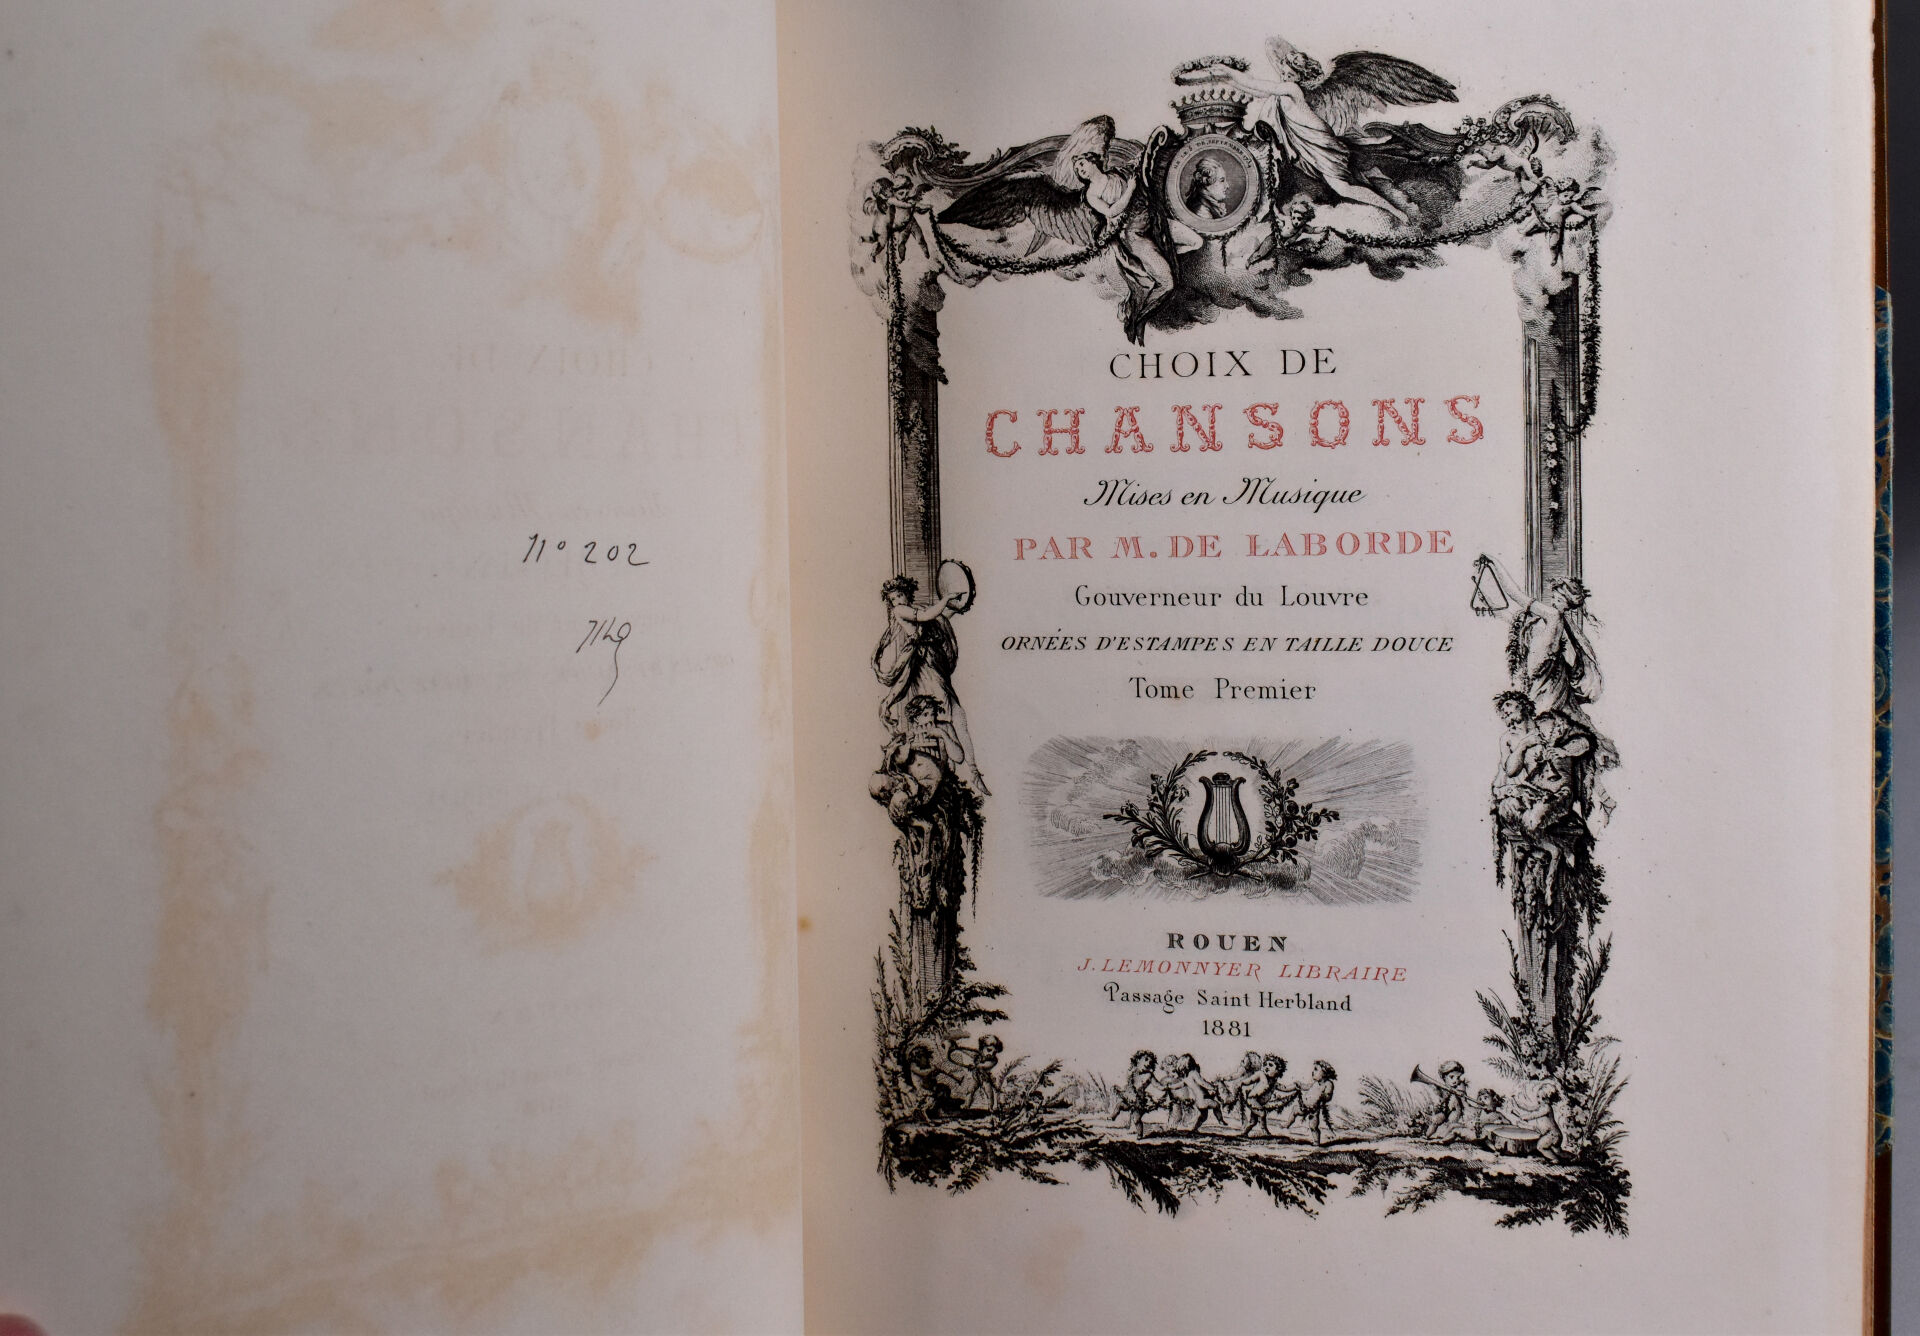 N° 202
CHOIX DE
CHANSONS
Mises en Musique
PAR M. DE LABORDE
Gouverneur du Louvre
ORNÉES D'ESTAMPES EN TAILLE DOUCE
Tome Premier
ROUEN
J. LEMONNYER LIBRAIRE
Passage Saint Herbland
1881